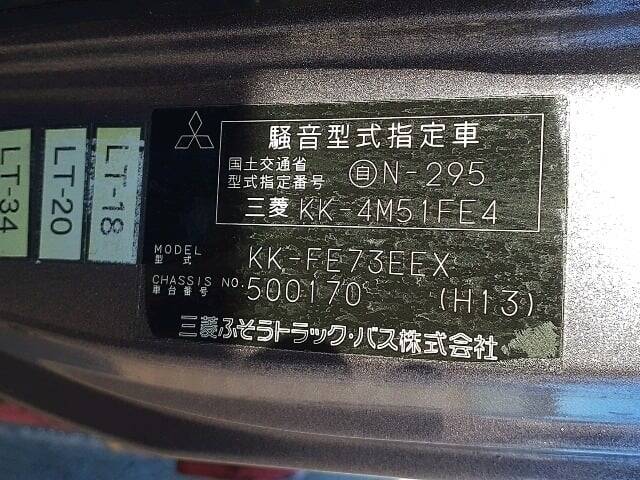 騒音型式指定車
国土交通省
型式指定番号 自N-295
三菱 KK-4M51FE4
MODEL
型式 KK-FE73EEX
CHASSIS NO.
車台番号 500170 (H13)
三菱ふそうトラック・バス株式会社
LT-34
LT-20
LT-18